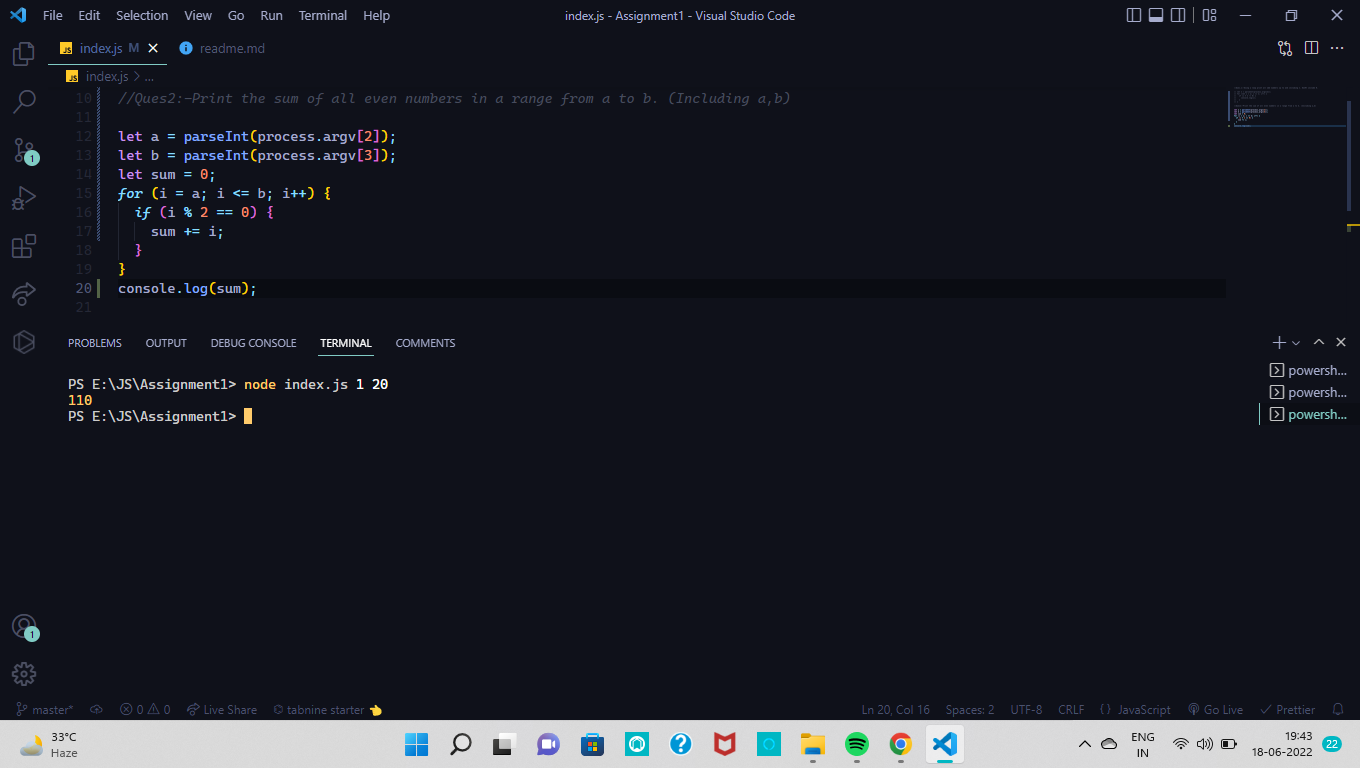 File Edit Selection View Go Run Terminal Help index.js - Assignment1 - Visual Studio Code
JS index.js M readme.md
JS index.js > ...
10 //Ques2:-Print the sum of all even numbers in a range from a to b. (Including a,b)
11
12 let a = parseInt(process.argv[2]);
13 let b = parseInt(process.argv[3]);
14 let sum = 0;
15 for (i = a; i <= b; i++) {
16 if (i % 2 == 0) {
17 sum += i;
18 }
19 }
20 console.log(sum);
21
1
PROBLEMS OUTPUT DEBUG CONSOLE TERMINAL COMMENTS
PS E:\JS\Assignment1> node index.js 1 20
110
PS E:\JS\Assignment1>
powersh...
powersh...
powersh...
1
master* 0 0 Live Share tabnine starter Ln 20, Col 16 Spaces: 2 UTF-8 CRLF {} JavaScript Go Live Prettier
33°C
Haze
ENG
IN
19:43
18-06-2022
22